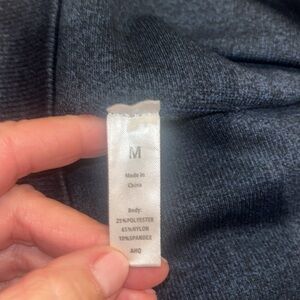 M
Made in
China
Body:
25%POLYESTER
65%NYLON
10%SPANDEX
AHQ